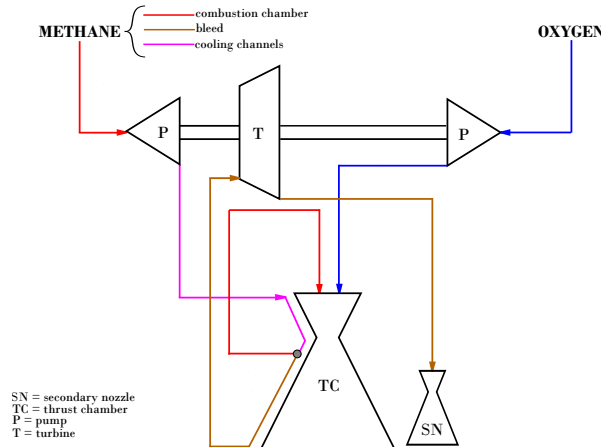 combustion chamber
METHANE
bleed
OXYGEN
cooling channels
P
T
P
TC
SN
SN = secondary nozzle
TC = thrust chamber
P = pump
T = turbine